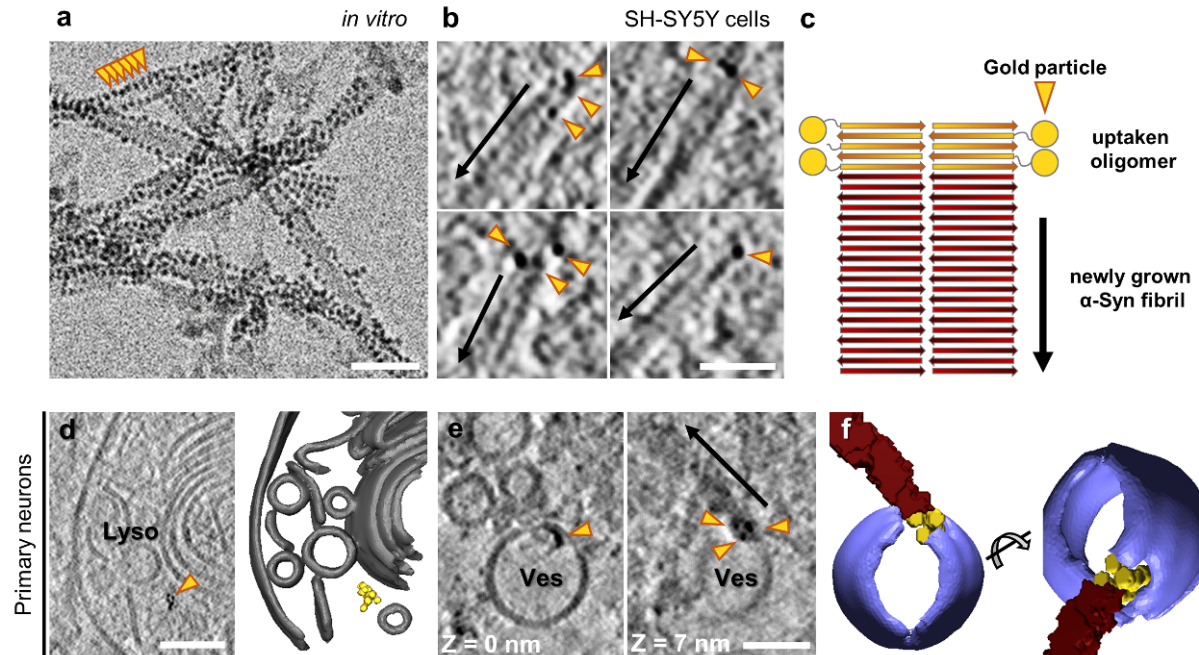 a
in vitro
b
SH-SY5Y cells
c
Gold particle
uptaken
oligomer
newly grown
α-Syn fibril
Primary neurons
d
Lyso
e
Ves
Z = 0 nm
Ves
Z = 7 nm
f